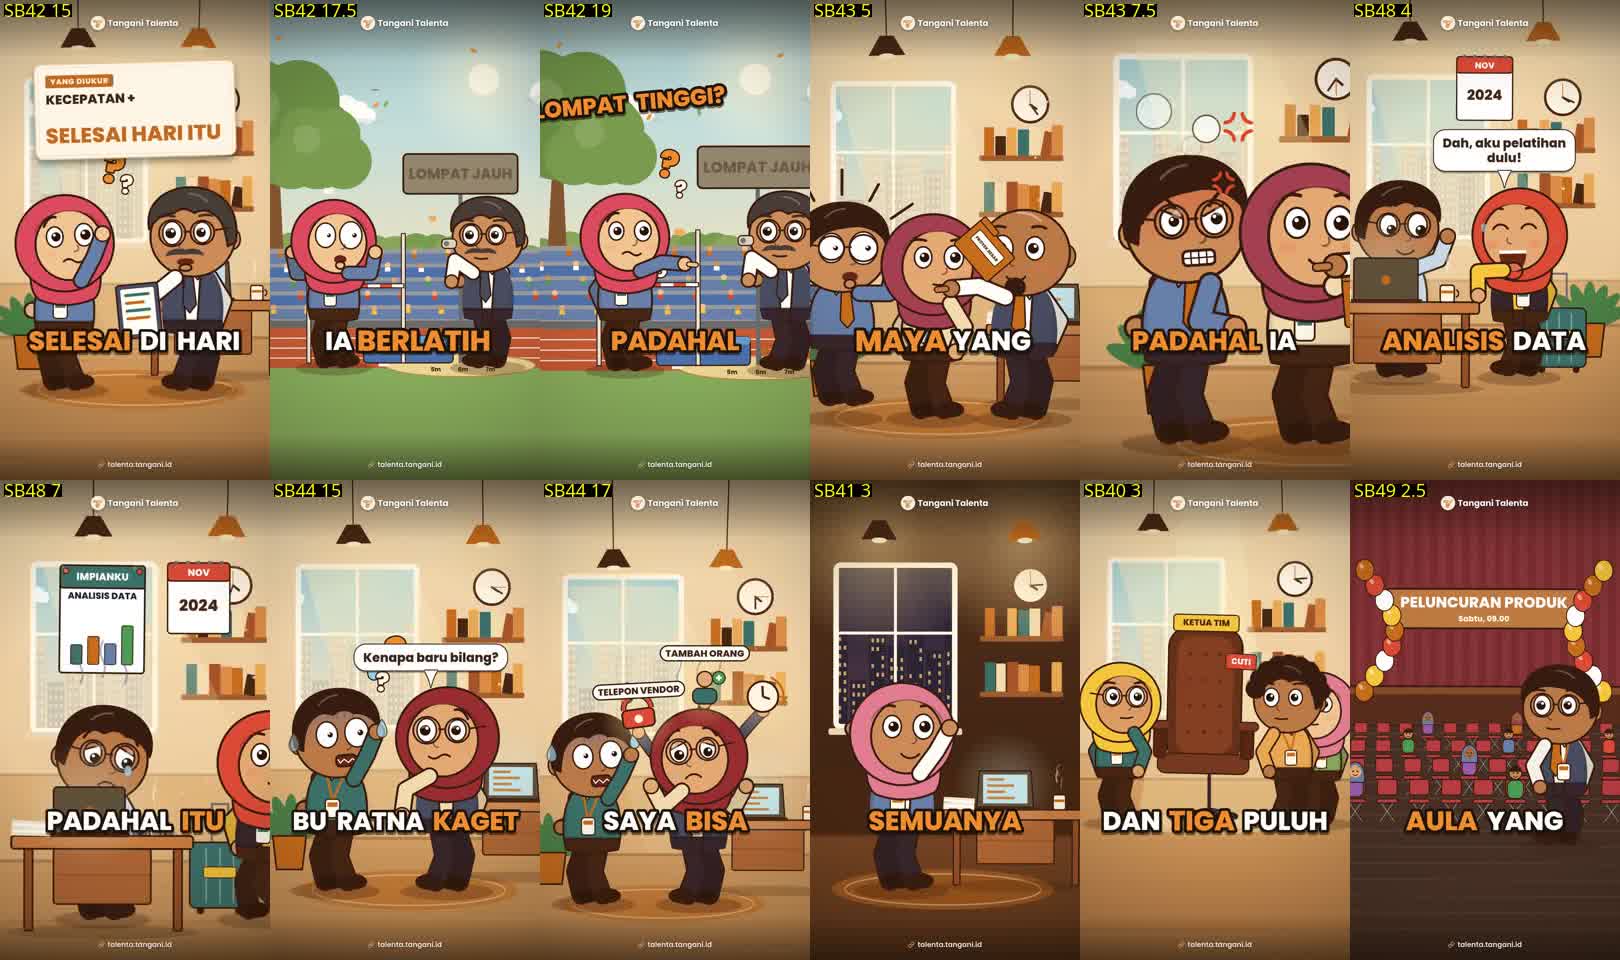 SB42 15
Tangani Talenta
YANG DIUKUR
KECEPATAN +
SELESAI HARI ITU
SELESAI DI HARI
talenta.tangani.id
SB42 17.5
Tangani Talenta
LOMPAT JAUH
IA BERLATIH
5m 6m 7m
talenta.tangani.id
SB42 19
Tangani Talenta
LOMPAT TINGGI?
LOMPAT JAUH
PADAHAL
5m 6m 7m
talenta.tangani.id
SB43 5
Tangani Talenta
MAYA YANG
talenta.tangani.id
SB43 7.5
Tangani Talenta
PADAHAL IA
talenta.tangani.id
SB48 4
Tangani Talenta
NOV
2024
Dah, aku pelatihan
dulu!
ANALISIS DATA
talenta.tangani.id
SB48 7
Tangani Talenta
IMPIANKU
ANALISIS DATA
NOV
2024
PADAHAL ITU
talenta.tangani.id
SB44 15
Tangani Talenta
Kenapa baru bilang?
BU RATNA KAGET
talenta.tangani.id
SB44 17
Tangani Talenta
TAMBAH ORANG
TELEPON VENDOR
SAYA BISA
talenta.tangani.id
SB41 3
Tangani Talenta
SEMUANYA
talenta.tangani.id
SB40 3
Tangani Talenta
KETUA TIM
CUTI
DAN TIGA PULUH
talenta.tangani.id
SB49 2.5
Tangani Talenta
PELUNCURAN PRODUK
Sabtu, 09.00
AULA YANG
talenta.tangani.id